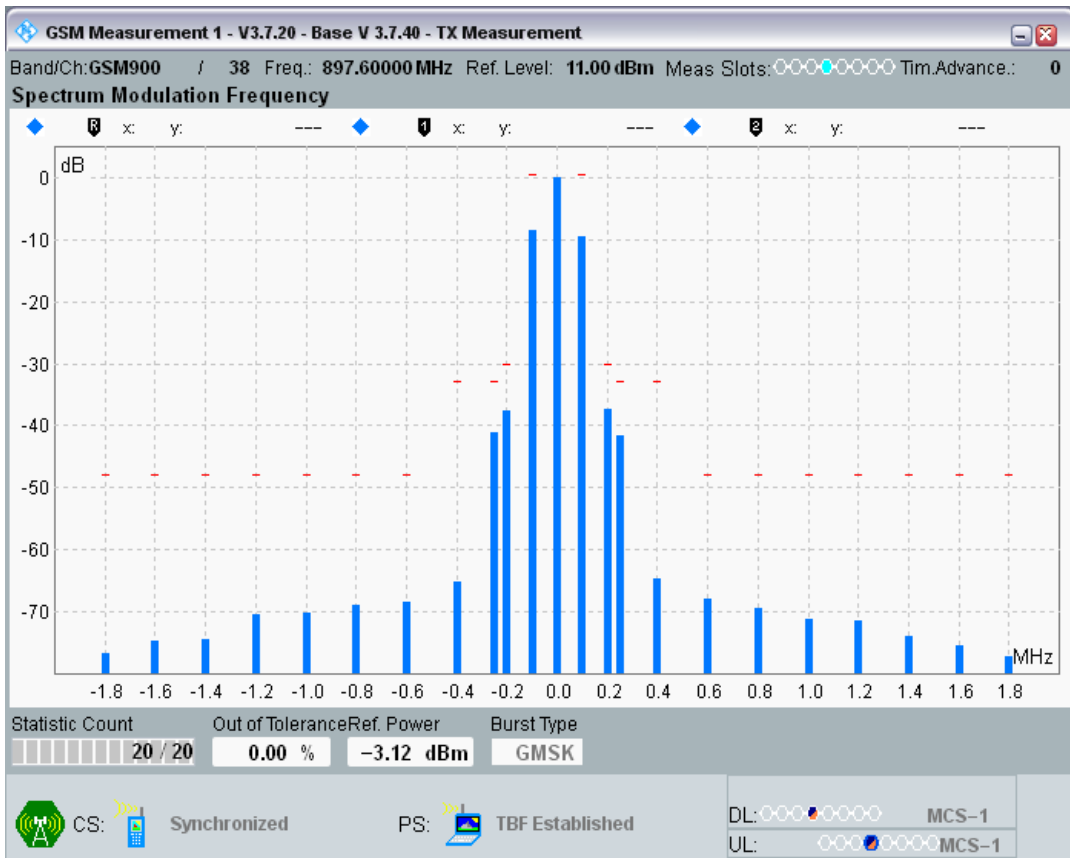 GSM Measurement 1 - V3.7.20 - Base V 3.7.40 - TX Measurement
Band/Ch:GSM900 / 38 Freq.: 897.60000 MHz Ref. Level: 11.00 dBm Meas Slots: Tim.Advance.: 0
Spectrum Modulation Frequency
R x: y: --- 1 x: y: --- 2 x: y: ---
dB
0
-10
-20
-30
-40
-50
-60
-70
MHz
-1.8 -1.6 -1.4 -1.2 -1.0 -0.8 -0.6 -0.4 -0.2 0.0 0.2 0.4 0.6 0.8 1.0 1.2 1.4 1.6 1.8
Statistic Count Out of Tolerance Ref. Power Burst Type
20 / 20 0.00 % −3.12 dBm GMSK
CS: Synchronized PS: TBF Established
DL: MCS−1
UL: MCS−1